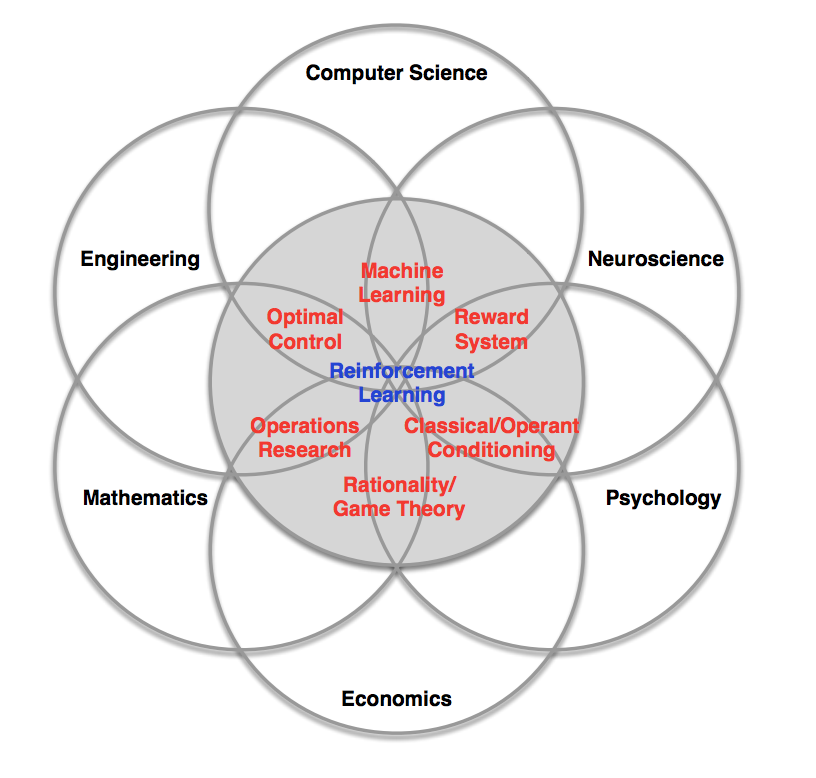 Computer Science
Engineering
Neuroscience
Machine
Learning
Optimal
Control
Reward
System
Reinforcement
Learning
Operations
Research
Classical/Operant
Conditioning
Rationality/
Game Theory
Mathematics
Psychology
Economics